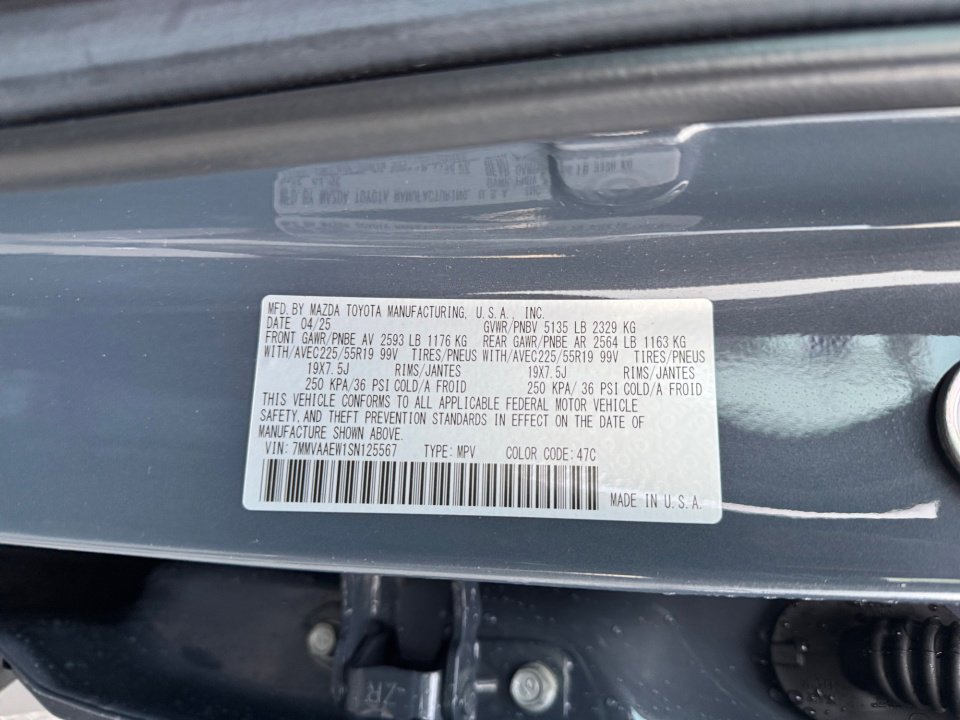 MFD. BY MAZDA TOYOTA MANUFACTURING, U.S.A., INC.
DATE 04/25 GVWR/PNBV 5135 LB 2329 KG
FRONT GAWR/PNBE AV 2593 LB 1176 KG REAR GAWR/PNBE AR 2564 LB 1163 KG
WITH/AVEC225/55R19 99V TIRES/PNEUS WITH/AVEC225/55R19 99V TIRES/PNEUS
19X7.5J RIMS/JANTES 19X7.5J RIMS/JANTES
250 KPA/36 PSI COLD/A FROID 250 KPA/ 36 PSI COLD/A FROID
THIS VEHICLE CONFORMS TO ALL APPLICABLE FEDERAL MOTOR VEHICLE
SAFETY, AND THEFT PREVENTION STANDARDS IN EFFECT ON THE DATE OF
MANUFACTURE SHOWN ABOVE.
VIN: 7MMVAAEW1SN125567 TYPE: MPV COLOR CODE: 47C
MADE IN U.S.A.
ZR